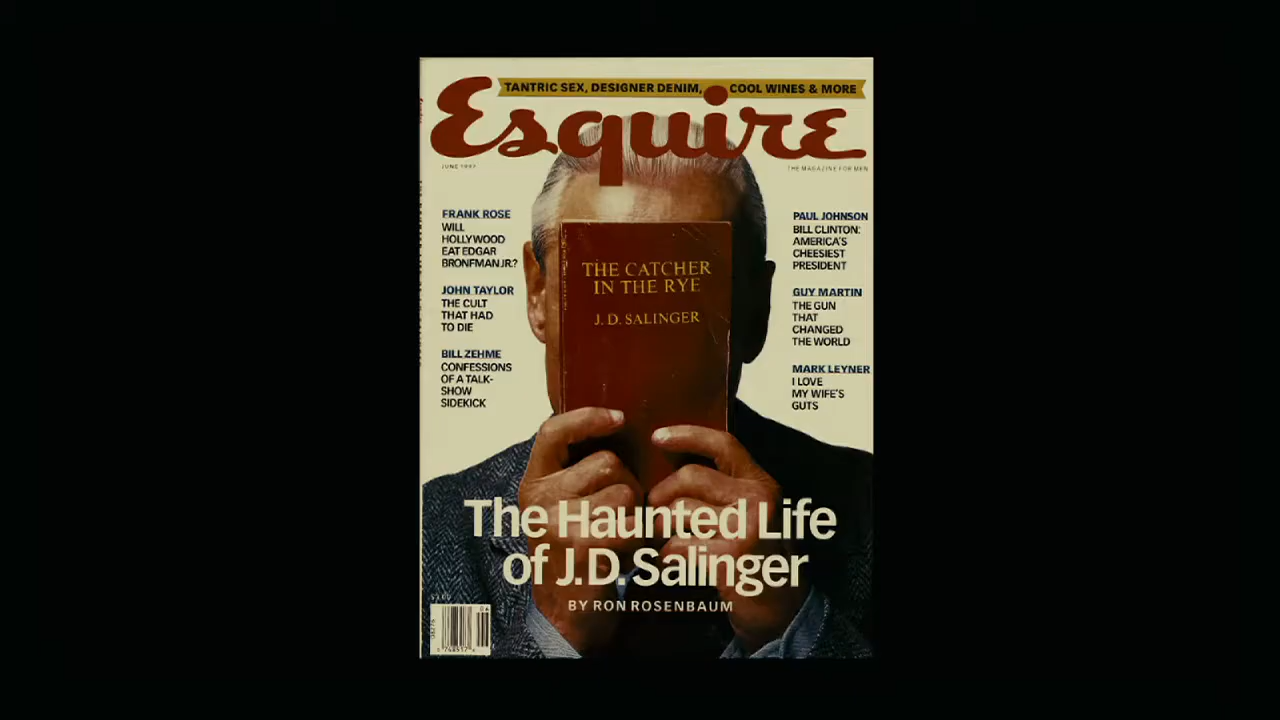 TANTRIC SEX, DESIGNER DENIM, COOL WINES & MORE
Esquire
JUNE 1997
THE MAGAZINE FOR MEN
FRANK ROSE
WILL
HOLLYWOOD
EAT EDGAR
BRONFMAN JR.?
JOHN TAYLOR
THE CULT
THAT HAD
TO DIE
BILL ZEHME
CONFESSIONS
OF A TALK-
SHOW
SIDEKICK
PAUL JOHNSON
BILL CLINTON:
AMERICA'S
CHEESIEST
PRESIDENT
GUY MARTIN
THE GUN
THAT
CHANGED
THE WORLD
MARK LEYNER
I LOVE
MY WIFE'S
GUTS
THE CATCHER
IN THE RYE
J. D. SALINGER
The Haunted Life
of J.D. Salinger
BY RON ROSENBAUM